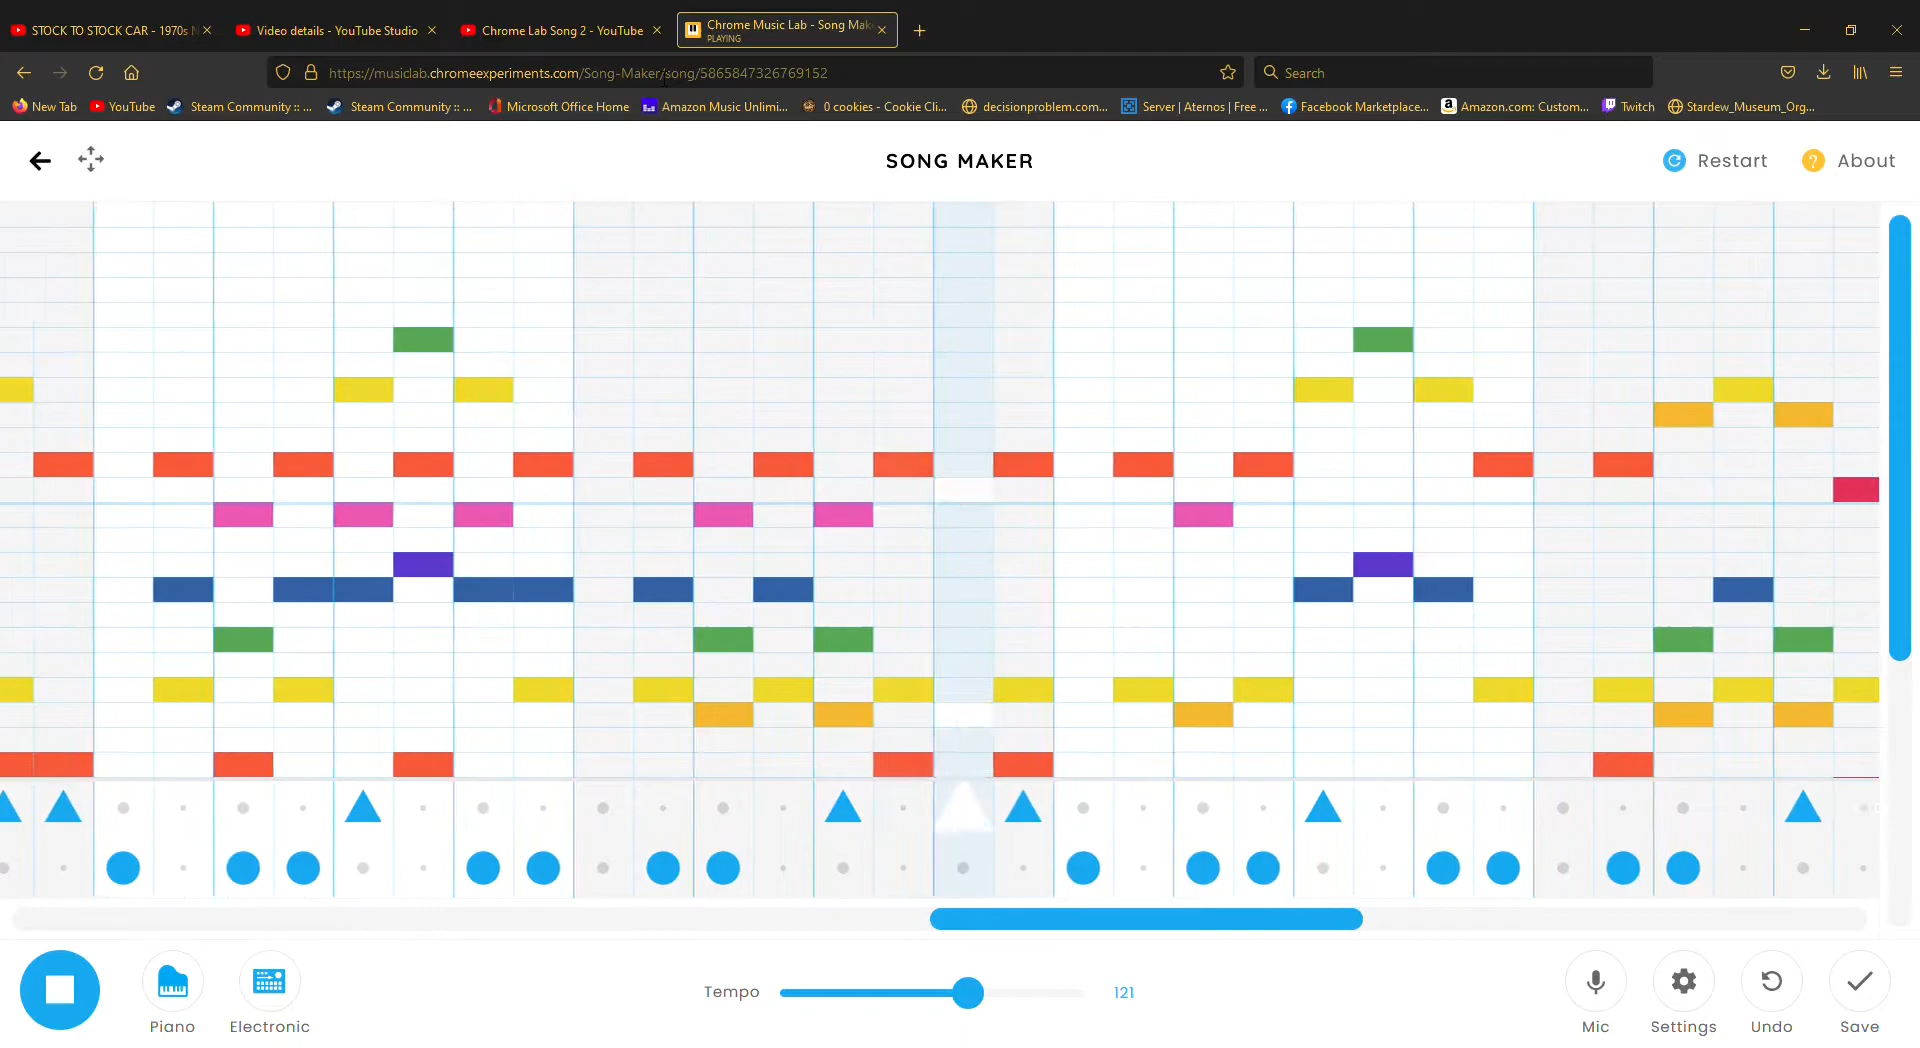 STOCK TO STOCK CAR - 1970s
Video details - YouTube Studio
Chrome Lab Song 2 - YouTube
Chrome Music Lab - Song Mak
PLAYING
https://musiclab.chromeexperiments.com/Song-Maker/song/5865847326769152
Search
New Tab
YouTube
Steam Community :: ...
Steam Community :: ...
Microsoft Office Home
Amazon Music Unlimi...
0 cookies - Cookie Cli...
decisionproblem.com...
Server | Aternos | Free ...
Facebook Marketplace...
Amazon.com: Custom...
Twitch
Stardew_Museum_Org...
SONG MAKER
Restart
About
Tempo
121
Piano
Electronic
Mic
Settings
Undo
Save